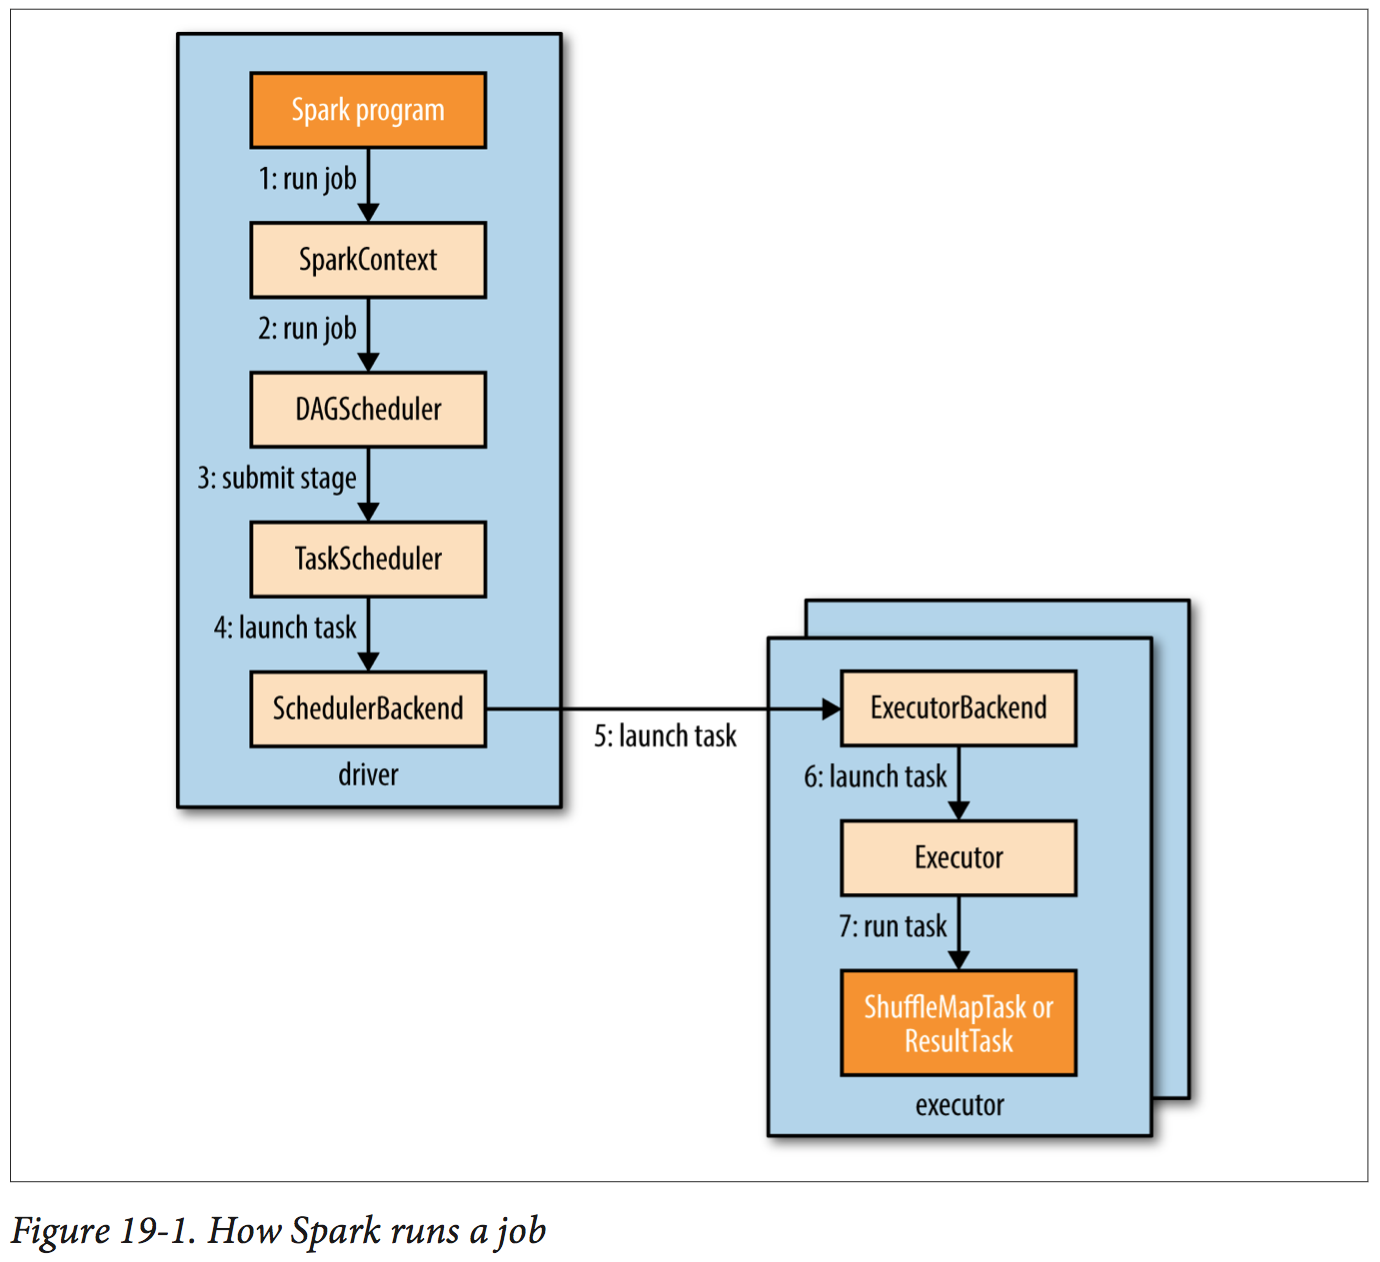 Spark program
1: run job
SparkContext
2: run job
DAGScheduler
3: submit stage
TaskScheduler
4: launch task
SchedulerBackend
driver
5: launch task
ExecutorBackend
6: launch task
Executor
7: run task
ShuffleMapTask or
ResultTask
executor
Figure 19-1. How Spark runs a job